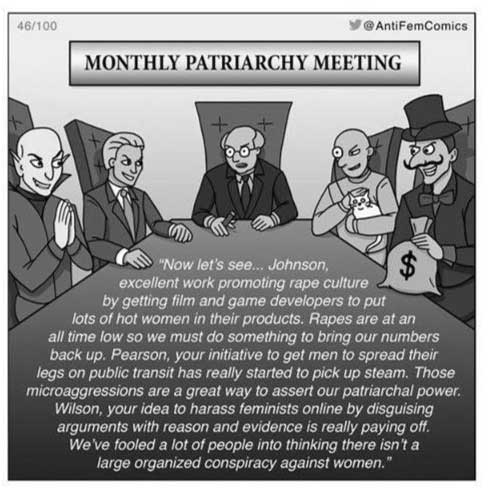 46/100
@AntiFemComics
MONTHLY PATRIARCHY MEETING
$
"Now let's see... Johnson,
excellent work promoting rape culture
by getting film and game developers to put
lots of hot women in their products. Rapes are at an
all time low so we must do something to bring our numbers
back up. Pearson, your initiative to get men to spread their
legs on public transit has really started to pick up steam. Those
microaggressions are a great way to assert our patriarchal power.
Wilson, your idea to harass feminists online by disguising
arguments with reason and evidence is really paying off.
We've fooled a lot of people into thinking there isn't a
large organized conspiracy against women."